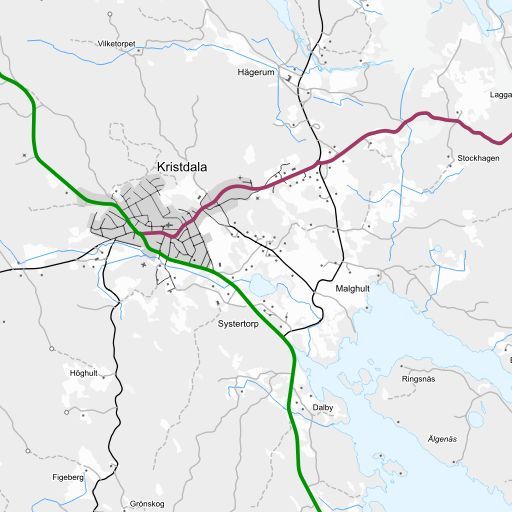 Vilketorpet
Hägerum
Lagga
Stockhagen
Kristdala
Malghult
Systertorp
Höghult
Ringsnäs
Dalby
Älgenäs
Figeberg
Grönskog